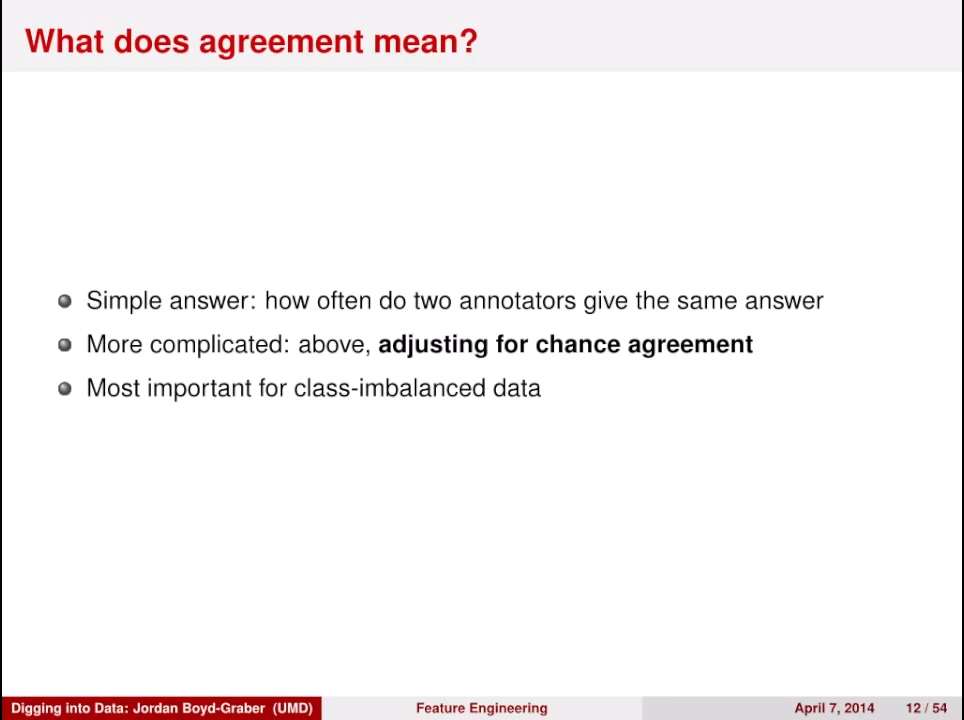 What does agreement mean?
Simple answer: how often do two annotators give the same answer
More complicated: above, adjusting for chance agreement
Most important for class-imbalanced data
Digging into Data: Jordan Boyd-Graber (UMD)
Feature Engineering
April 7, 2014
12 / 54